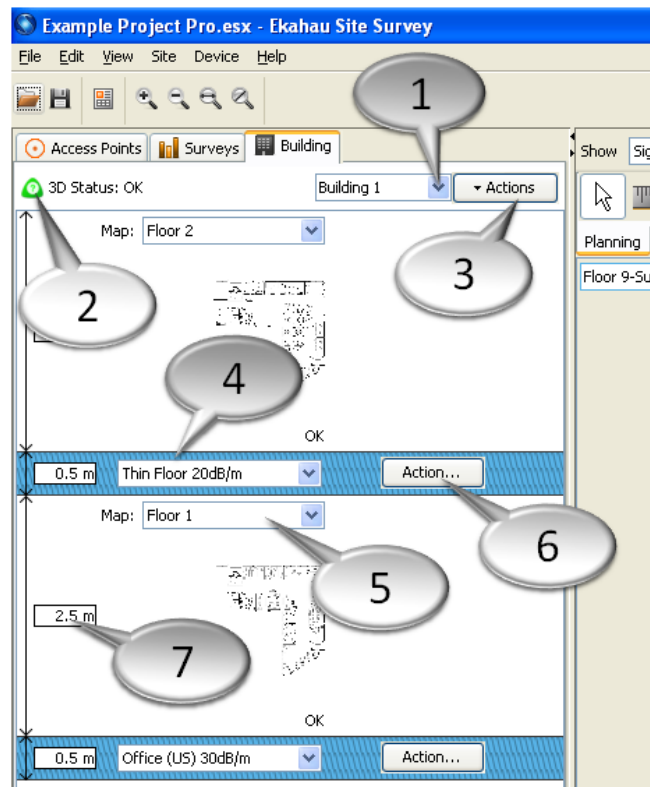 Example Project Pro.esx - Ekahau Site Survey
File Edit View Site Device Help
1
Access Points Surveys Building
Show Sig
3D Status: OK Building 1 Actions
Map: Floor 2
Planning
2
3
Floor 9-Su
4
OK
0.5 m Thin Floor 20dB/m Action...
Map: Floor 1
6
5
2.5 m
7
OK
0.5 m Office (US) 30dB/m Action...